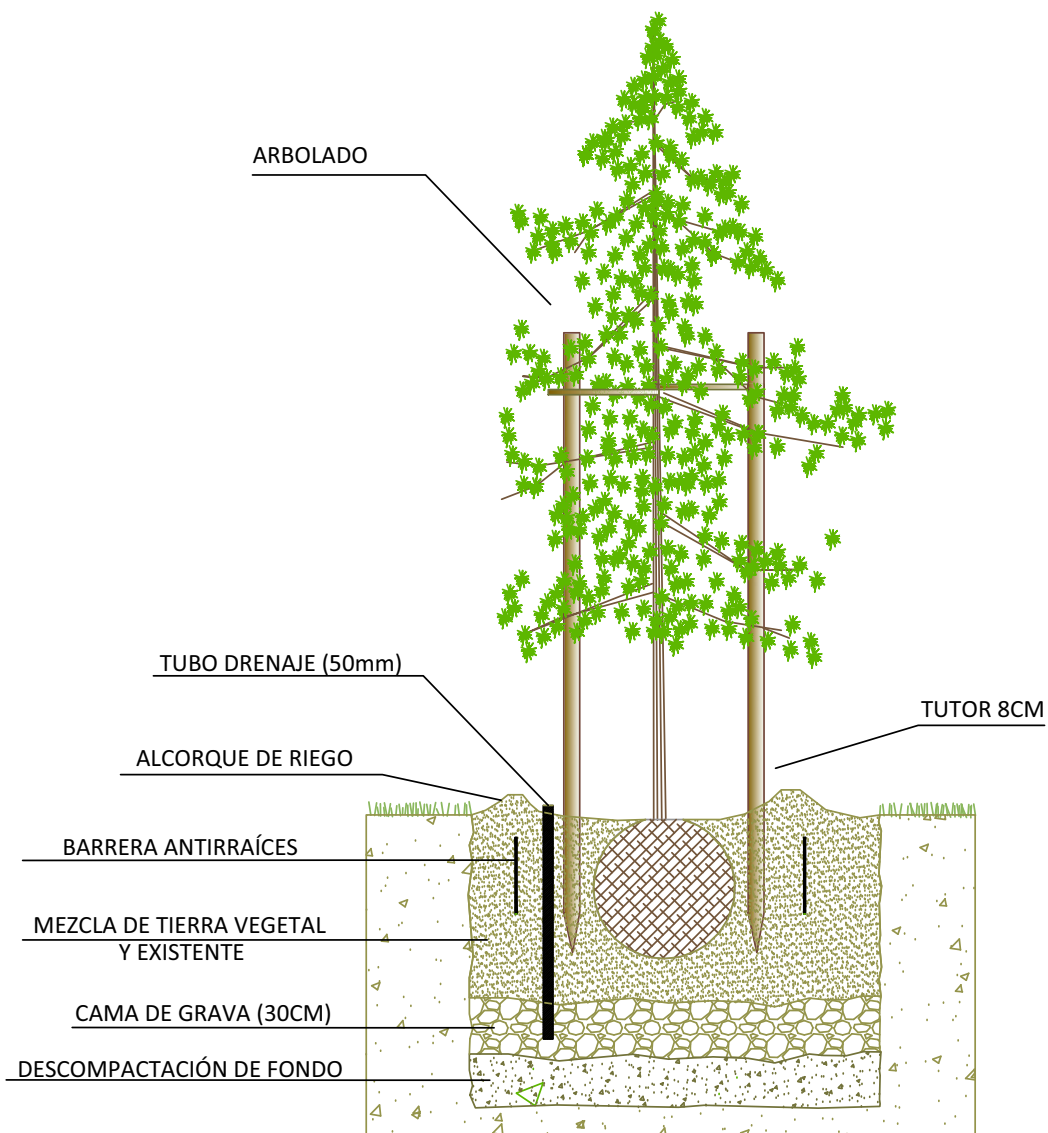 ARBOLADO
TUBO DRENAJE (50mm)
TUTOR 8CM
ALCORQUE DE RIEGO
BARRERA ANTIRRAÍCES
MEZCLA DE TIERRA VEGETAL
Y EXISTENTE
CAMA DE GRAVA (30CM)
DESCOMPACTACIÓN DE FONDO